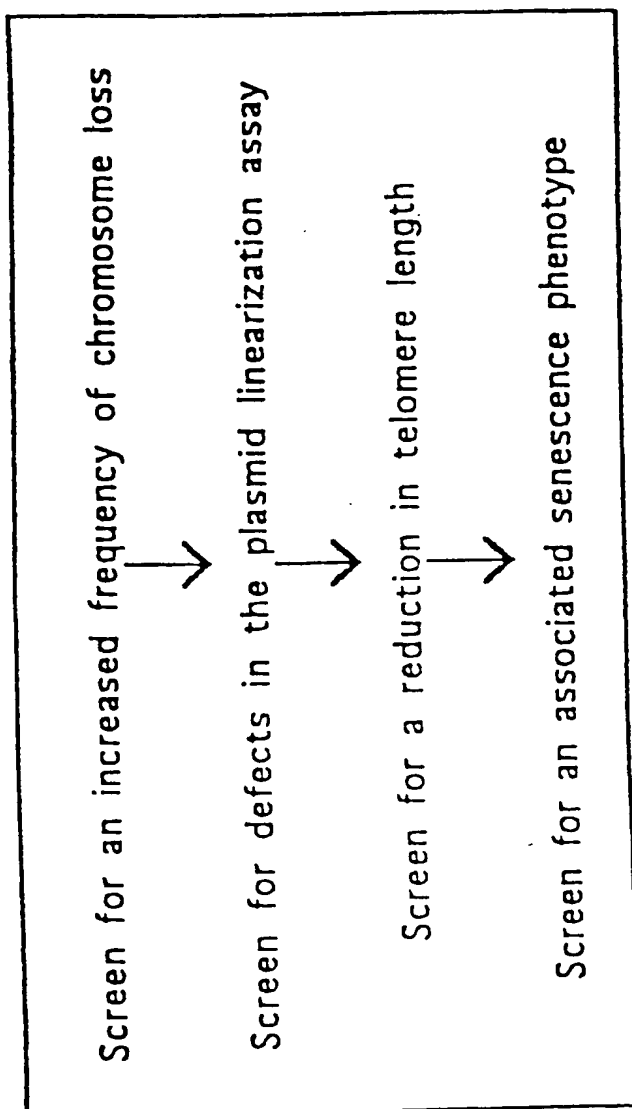 Screen for an increased frequency of chromosome loss
Screen for defects in the plasmid linearization assay
Screen for a reduction in telomere length
Screen for an associated senescence phenotype